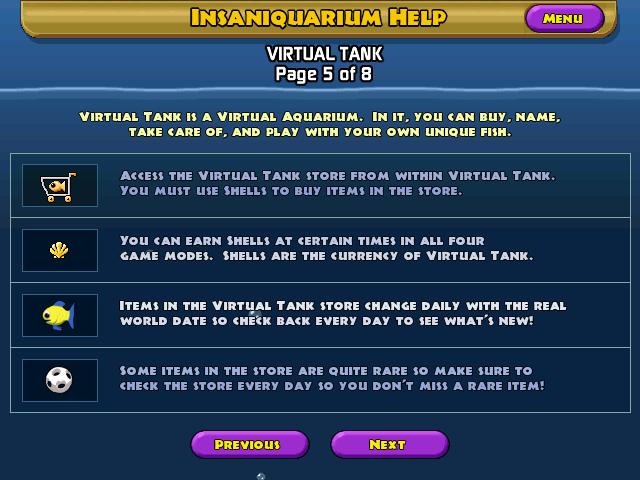 Insaniquarium Help
Menu
VIRTUAL TANK
Page 5 of 8
Virtual Tank is a Virtual Aquarium. In it, you can buy, name,
take care of, and play with your own unique fish.
Access the Virtual Tank store from within Virtual Tank.
You must use Shells to buy items in the store.
You can earn Shells at certain times in all four
game modes. Shells are the currency of Virtual Tank.
Items in the Virtual Tank store change daily with the real
world date so check back every day to see what's new!
Some items in the store are quite rare so make sure to
check the store every day so you don't miss a rare item!
Previous
Next